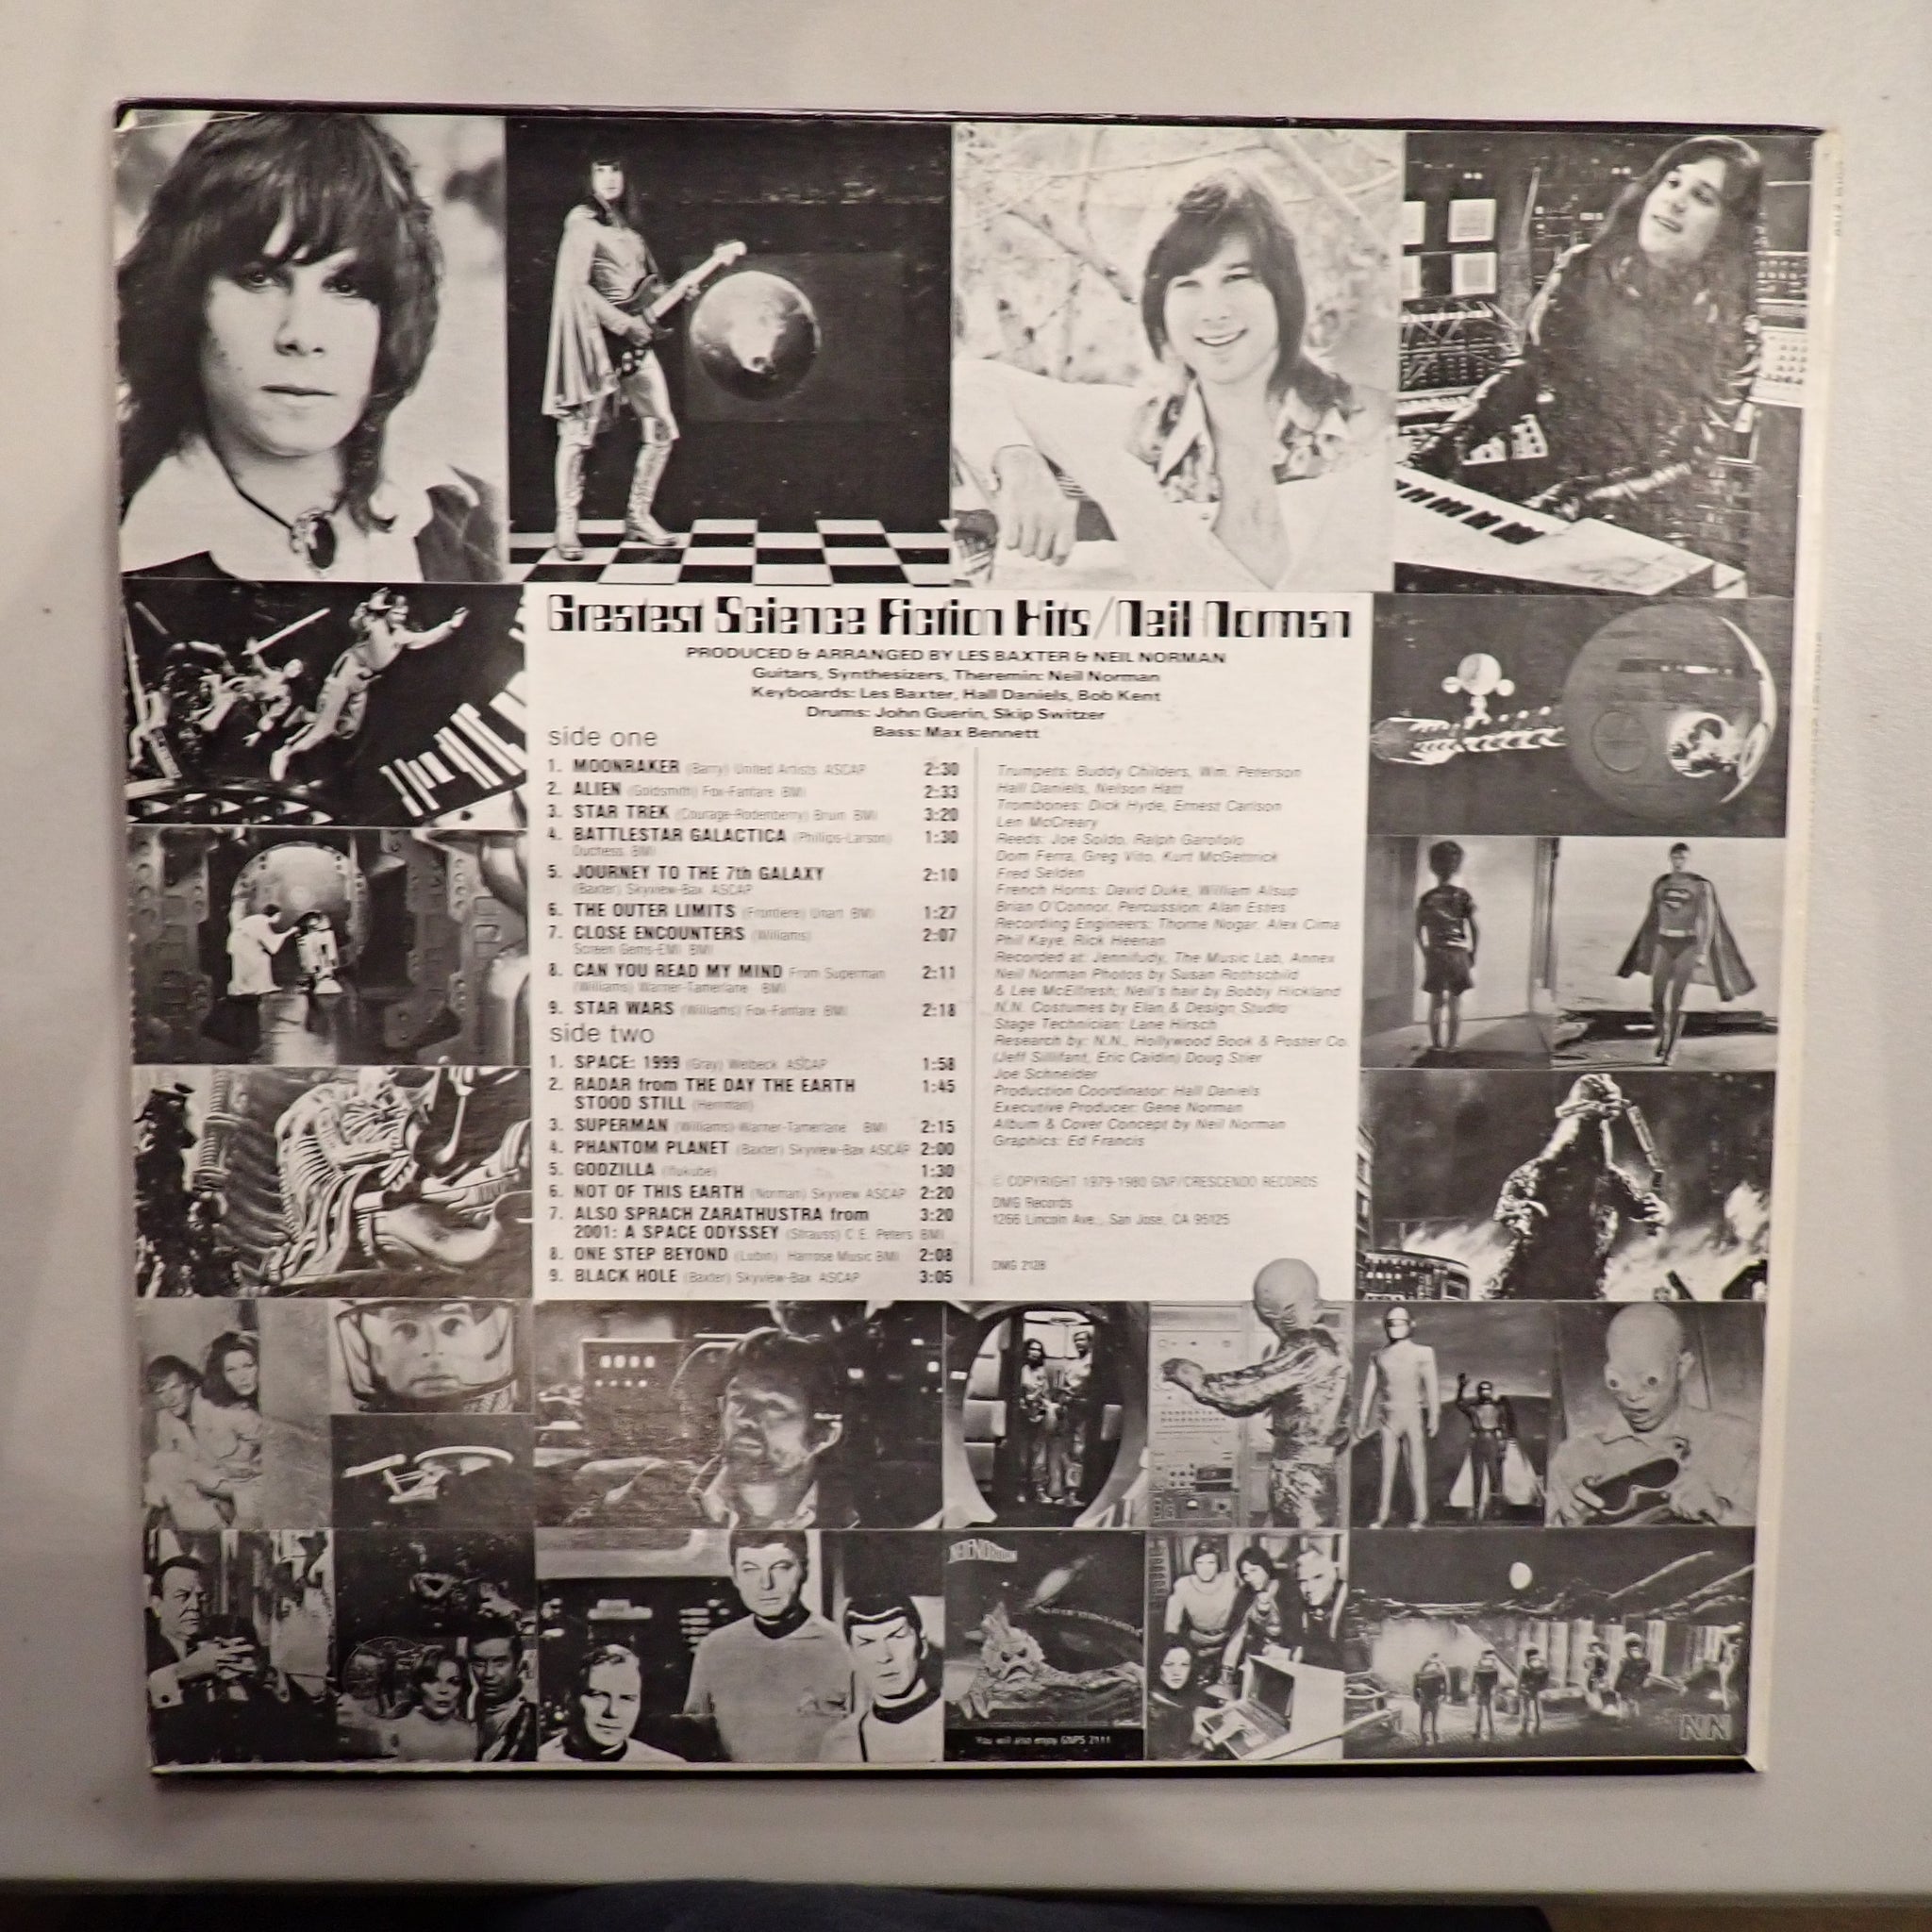 Greatest Science Fiction Hits/Neil Norman
PRODUCED & ARRANGED BY LES BAXTER & NEIL NORMAN
Guitars, Synthesizers, Theremin: Neil Norman
Keyboards: Les Baxter, Hall Daniels, Bob Kent
Drums: John Guerin, Skip Switzer
Bass: Max Bennett
side one
1. MOONRAKER (Barry) United Artists ASCAP 2:30
2. ALIEN (Goldsmith) Fox-Fanfare BMI 2:33
3. STAR TREK (Courage-Rodenberry) Bruin BMI 3:20
4. BATTLESTAR GALACTICA (Phillips-Larson) 1:30
Duchess BMI
5. JOURNEY TO THE 7th GALAXY 2:10
(Baxter) Skyview-Bax ASCAP
6. THE OUTER LIMITS (Frontiere) Unart BMI 1:27
7. CLOSE ENCOUNTERS (Williams) 2:07
Screen Gems-EMI BMI
8. CAN YOU READ MY MIND From Superman 2:11
(Williams) Warner-Tamerlane BMI
9. STAR WARS (Williams) Fox-Fanfare BMI 2:18
side two
1. SPACE: 1999 (Gray) Welbeck ASCAP 1:58
2. RADAR from THE DAY THE EARTH 1:45
STOOD STILL (Herrman)
3. SUPERMAN (Williams) Warner-Tamerlane BMI 2:15
4. PHANTOM PLANET (Baxter) Skyview-Bax ASCAP 2:00
5. GODZILLA (Ifukube) 1:30
6. NOT OF THIS EARTH (Norman) Skyview ASCAP 2:20
7. ALSO SPRACH ZARATHUSTRA from 3:20
2001: A SPACE ODYSSEY (Strauss) C.E. Peters BMI
8. ONE STEP BEYOND (Lubin) Harrose Music BMI 2:08
9. BLACK HOLE (Baxter) Skyview-Bax ASCAP 3:05
Trumpets: Buddy Childers, Wm. Peterson
Hall Daniels, Nelson Hatt
Trombones: Dick Hyde, Ernest Carlson
Len McCreary
Reeds: Joe Soldo, Ralph Garofolo
Dom Ferra, Greg Vito, Kurt McGettrick
Fred Selden
French Horns: David Duke, William Alsup
Brian O'Connor, Percussion: Alan Estes
Recording Engineers: Thorne Nogar, Alex Cima
Phil Kaye, Rick Heenan
Recorded at: Jennifudy, The Music Lab, Annex
Neil Norman Photos by Susan Rothschild
& Lee McElfresh; Neil's hair by Bobby Hickland
N.N. Costumes by Elan & Design Studio
Stage Technician: Lane Hirsch
Research by: N.N., Hollywood Book & Poster Co.
(Jeff Sillifant, Eric Caidin) Doug Stier
Joe Schneider
Production Coordinator: Hall Daniels
Executive Producer: Gene Norman
Album & Cover Concept by Neil Norman
Graphics: Ed Francis
© COPYRIGHT 1979-1980 GNP/CRESCENDO RECORDS
DMG Records
1266 Lincoln Ave., San Jose, CA 95125
DMG 2128
NEIL NORMAN
You will also enjoy GNPS 2111
NN